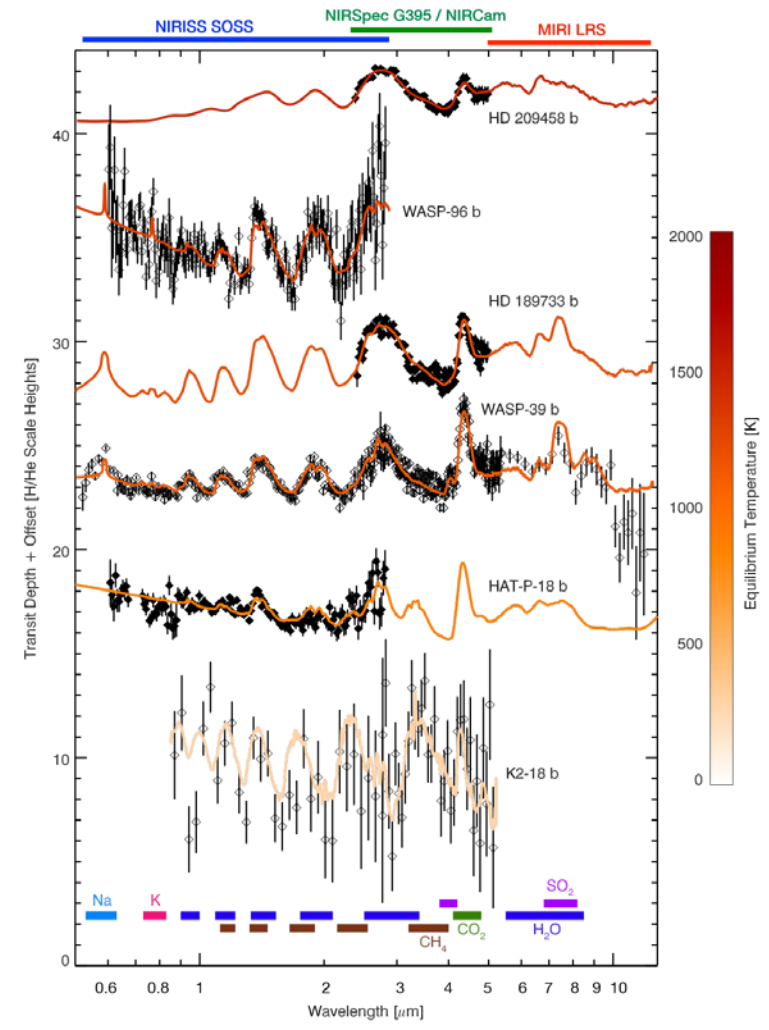 NIRISS SOSS
NIRSpec G395 / NIRCam
MIRI LRS
HD 209458 b
40
WASP-96 b
HD 189733 b
30
WASP-39 b
20
HAT-P-18 b
10
K2-18 b
Na
K
SO₂
CO₂
H₂O
CH₄
0
0.6 0.8 1 2 3 4 5 6 7 8 9 10
Wavelength [μm]
Transit Depth + Offset [H/He Scale Heights]
2000
1500
1000
500
0
Equilibrium Temperature [K]